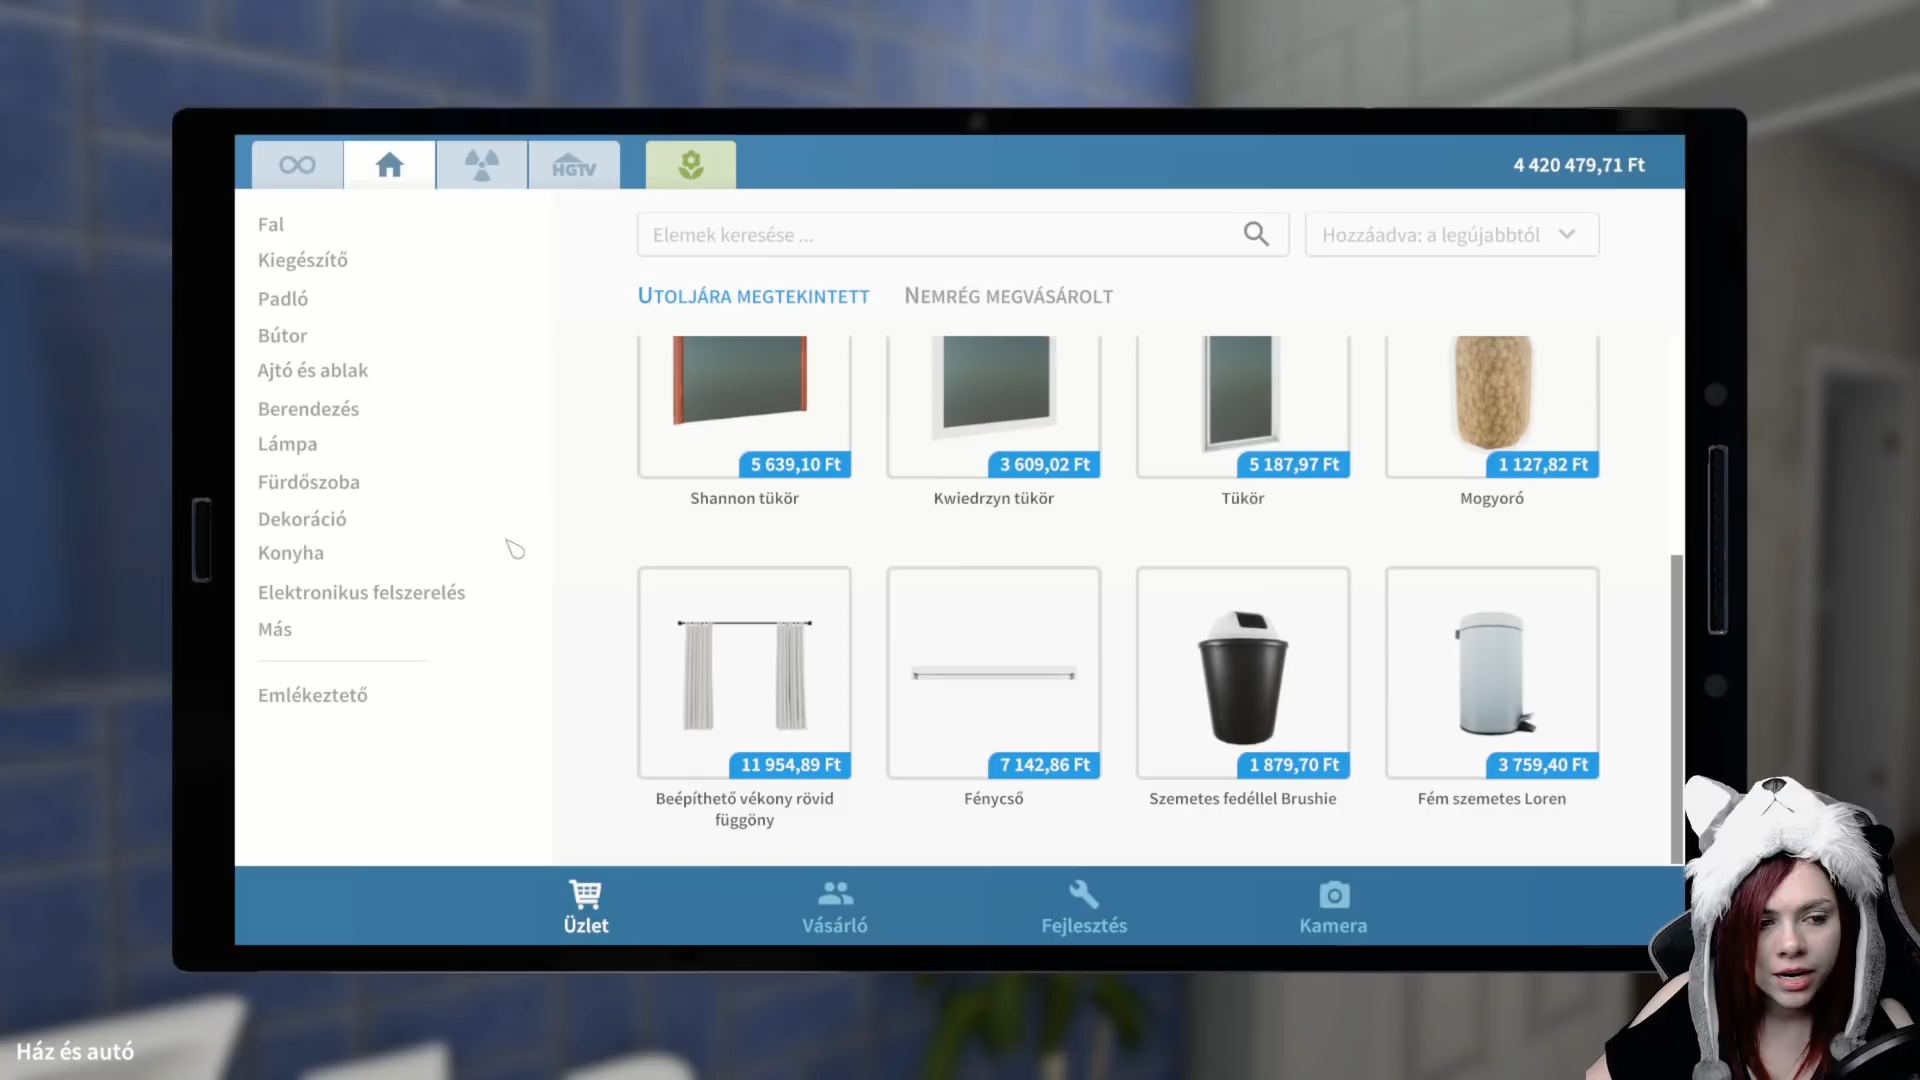 HGTV
4 420 479,71 Ft
Fal
Kiegészítő
Padló
Bútor
Ajtó és ablak
Berendezés
Lámpa
Fürdőszoba
Dekoráció
Konyha
Elektronikus felszerelés
Más
Emlékeztető
Elemek keresése ...
Hozzáadva: a legújabbtól
UTOLJÁRA MEGTEKINTETT
NEMRÉG MEGVÁSÁROLT
5 639,10 Ft
3 609,02 Ft
5 187,97 Ft
1 127,82 Ft
Shannon tükör
Kwiedrzyn tükör
Tükör
Mogyoró
11 954,89 Ft
7 142,86 Ft
1 879,70 Ft
3 759,40 Ft
Beépíthető vékony rövid
függöny
Fénycső
Szemetes fedéllel Brushie
Fém szemetes Loren
Üzlet
Vásárló
Fejlesztés
Kamera
Ház és autó